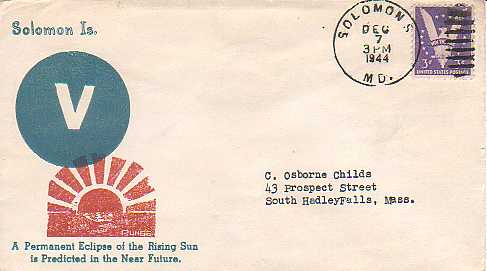 Solomon Is.
SOLOMONS
DEC
7
3 PM
1944
MD.
3¢
UNITED STATES POSTAGE
V
RUNGE
C. Osborne Childs
43 Prospect Street
South HadleyFalls, Mass.
A Permanent Eclipse of the Rising Sun
is Predicted in the Near Future.